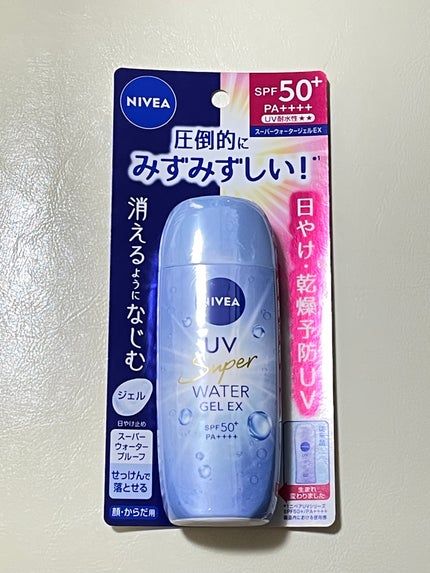 NIVEA
SPF50+
PA++++
UV耐水性★★
スーパーウォータージェルEX
圧倒的に
みずみずしい!*1
消えるようになじむ
日やけ・乾燥予防UV
NIVEA
UV
Super
WATER
GEL EX
SPF 50+
PA++++
ジェル
日やけ止め
スーパー
ウォーター
プルーフ
せっけんで
落とせる
顔・からだ用
生まれ
変わりました